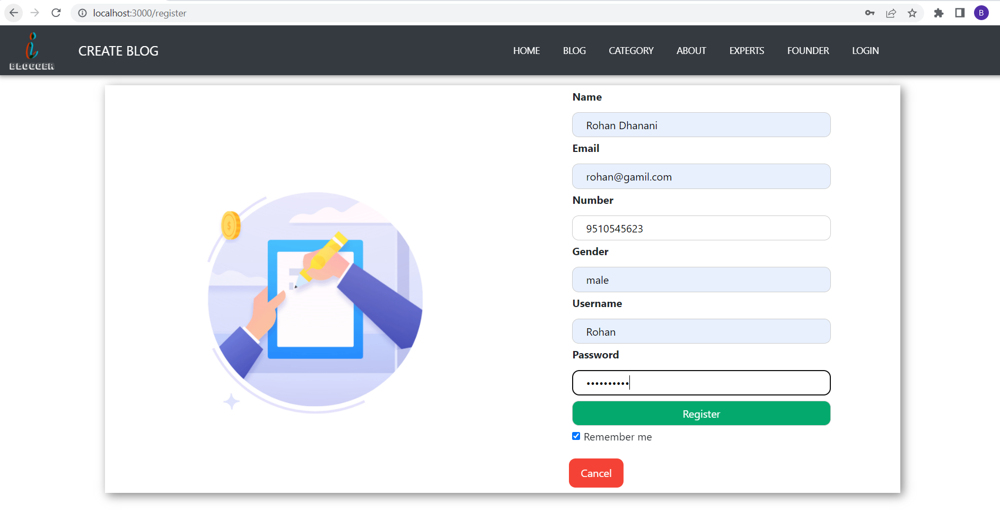 localhost:3000/register
B
BLOGGER
CREATE BLOG
HOME BLOG CATEGORY ABOUT EXPERTS FOUNDER LOGIN
Name
Rohan Dhanani
Email
rohan@gamil.com
Number
9510545623
Gender
male
Username
Rohan
Password
••••••••••
Register
Remember me
Cancel
$